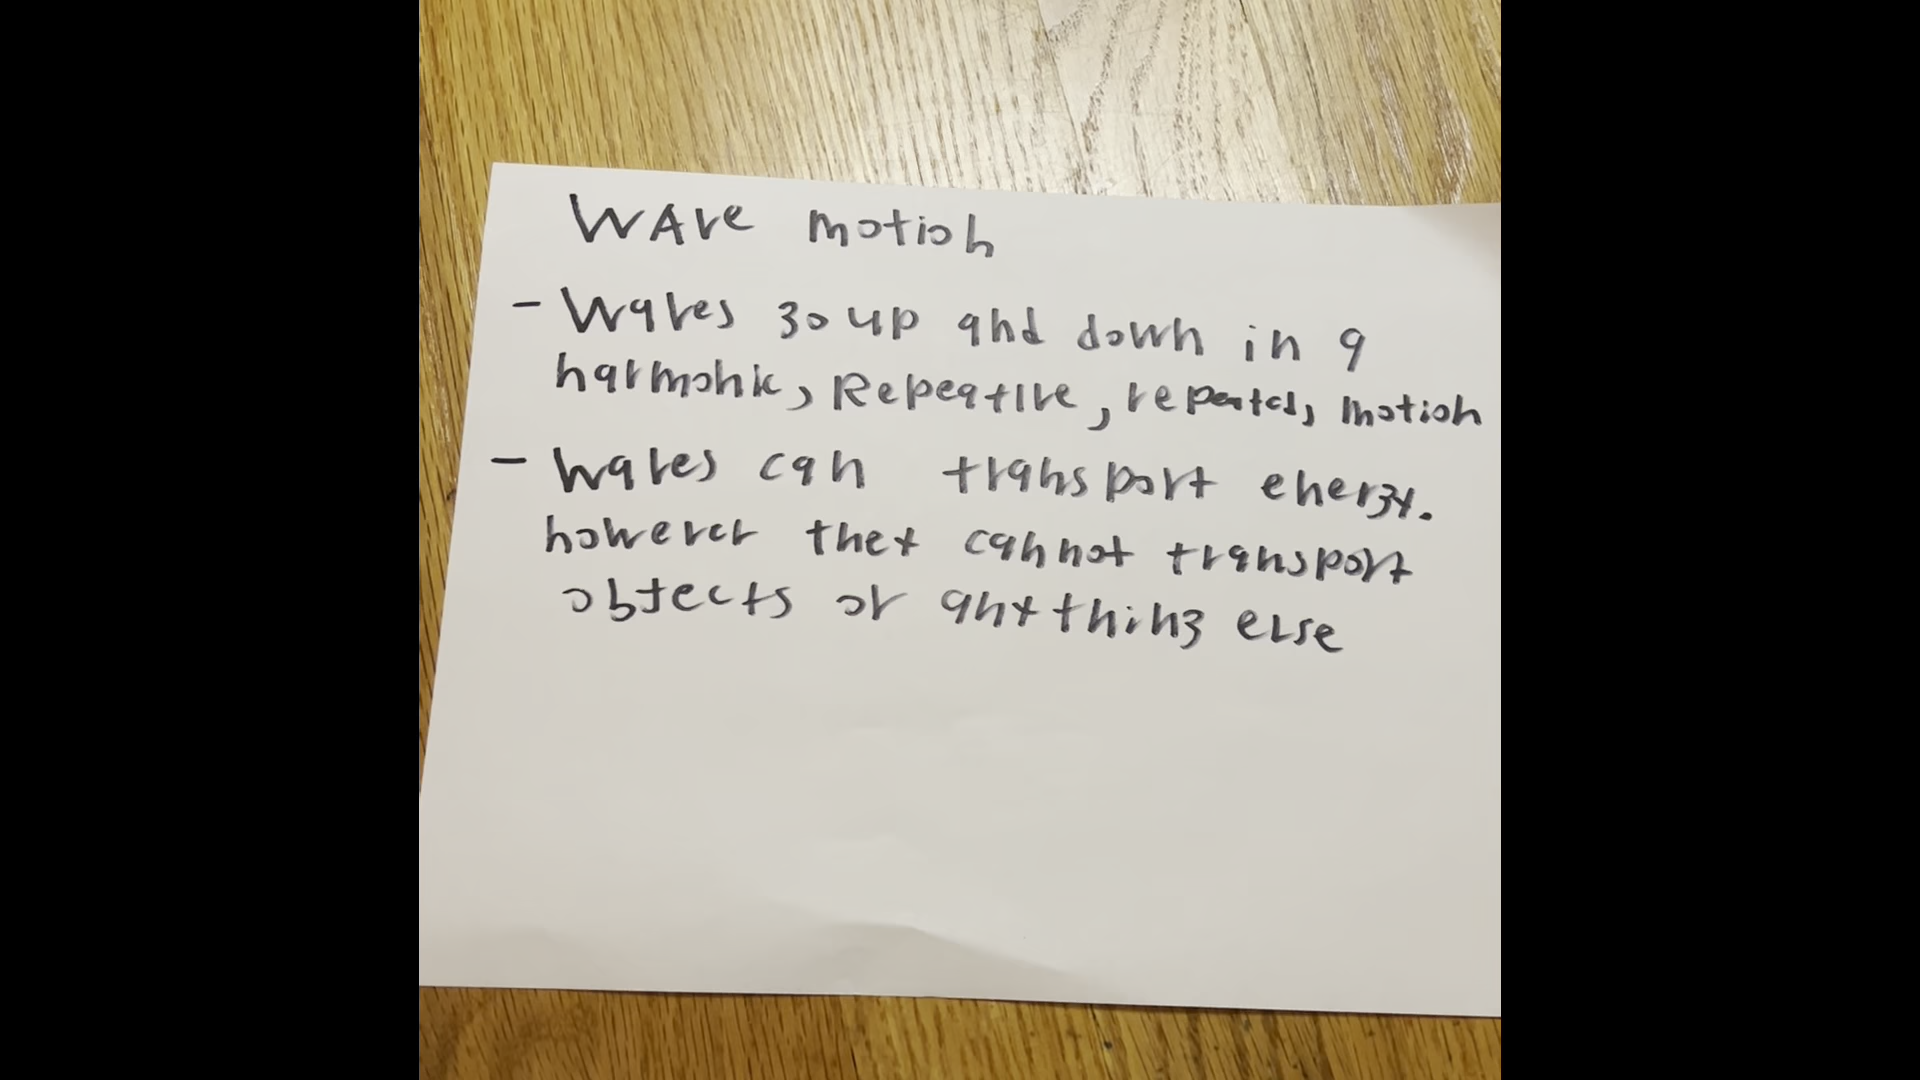 Wave motion
- Waves go up and down in a
harmonic, Repeative, repeated, motion
- Waves can transport energy.
however they cannot transport
objects or anything else